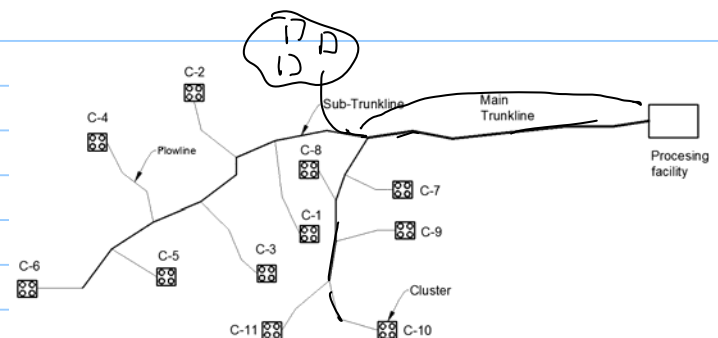 C-2
Sub-Trunkline
Main
Trunkline
C-4
Plowline
C-8
Procesing
facility
C-7
C-1
C-9
C-3
C-5
C-6
Cluster
C-11
C-10